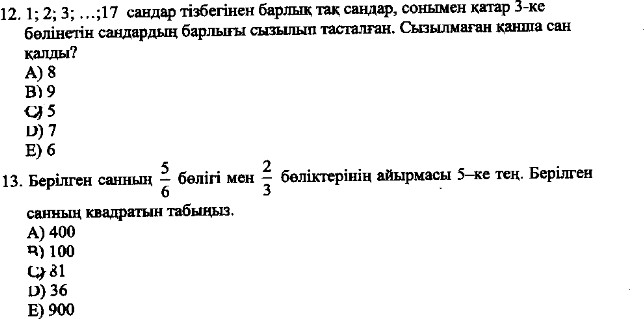 12. 1; 2; 3; …;17 сандар тізбегінен барлық тақ сандар, сонымен қатар 3-ке
бөлінетін сандардың барлығы сызылып тасталған. Сызылмаған қанша сан
қалды?
A) 8
B) 9
C) 5
D) 7
E) 6
13. Берілген санның 5/6 бөлігі мен 2/3 бөліктерінің айырмасы 5–ке тең. Берілген
санның квадратын табыңыз.
A) 400
B) 100
C) 81
D) 36
E) 900